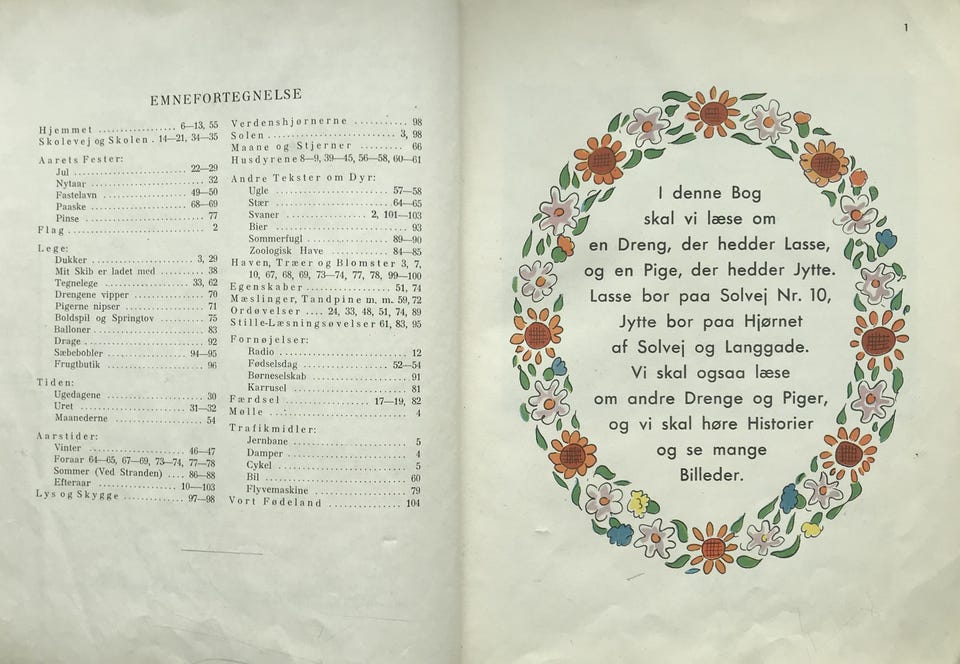 EMNEFORTEGNELSE
Hjemmet ................ 6—13, 55
Skolevej og Skolen . 14—21, 34—35
Aarets Fester:
Jul ........................ 22—29
Nytaar ........................ 32
Fastelavn .................. 49—50
Paaske ..................... 68—69
Pinse ......................... 77
Flag .......................... 2
Lege:
Dukker ..................... 3, 29
Mit Skib er ladet med ......... 38
Tegnelege ................. 33, 62
Drengene vipper ............... 70
Pigerne nipser ................ 71
Boldspil og Springtov ......... 75
Balloner ...................... 83
Drage ......................... 92
Sæbebobler ................. 94—95
Frugtbutik .................... 96
Tiden:
Ugedagene ..................... 30
Uret ....................... 31—32
Maanederne .................... 54
Aarstider:
Vinter ..................... 46—47
Foraar 64—65, 67—69, 73—74, 77—78
Sommer (Ved Stranden) .... 86—88
Efteraar .................. 10—103
Lys og Skygge .............. 97—98
Verdenshjørnerne .............. 98
Solen ...................... 3, 98
Maane og Stjerner ............. 66
Husdyrene 8—9, 39—45, 56—58, 60—61
Andre Tekster om Dyr:
Ugle ....................... 57—58
Stær ....................... 64—65
Svaner ................ 2, 101—103
Bier .......................... 93
Sommerfugl ................. 89—90
Zoologisk Have ............. 84—85
Haven, Træer og Blomster 3, 7,
10, 67, 68, 69, 73—74, 77, 78, 99—100
Egenskaber ................ 51, 74
Mæslinger, Tandpine m. m. 59, 72
Ordøvelser .... 24, 33, 48, 51, 74, 89
Stille-Læsningsøvelser 61, 83, 95
Fornøjelser:
Radio ......................... 12
Fødselsdag ................. 52—54
Børneselskab .................. 91
Karrusel ...................... 81
Færdsel ................ 17—19, 82
Mølle .......................... 4
Trafikmidler:
Jernbane ....................... 5
Damper ......................... 4
Cykel .......................... 5
Bil ........................... 60
Flyvemaskine .................. 79
Vort Fødeland ................ 104
1
I denne Bog
skal vi læse om
en Dreng, der hedder Lasse,
og en Pige, der hedder Jytte.
Lasse bor paa Solvej Nr. 10,
Jytte bor paa Hjørnet
af Solvej og Langgade.
Vi skal ogsaa læse
om andre Drenge og Piger,
og vi skal høre Historier
og se mange
Billeder.